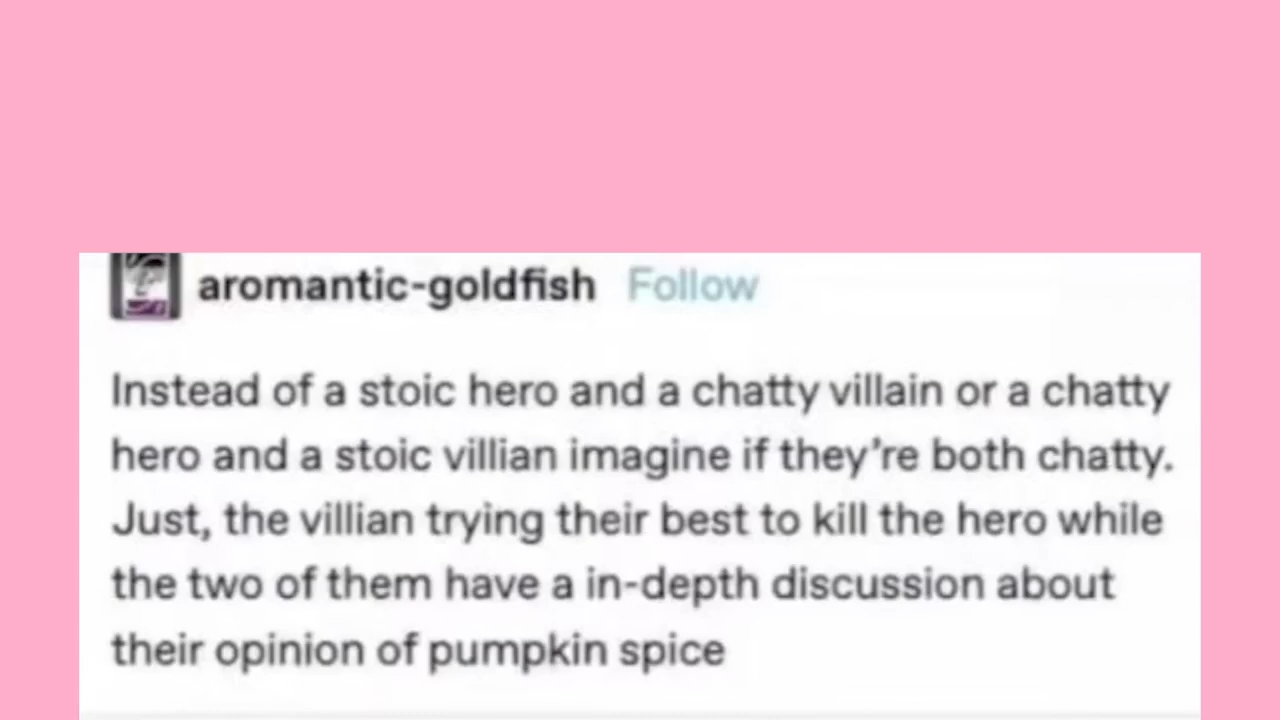 aromantic-goldfish Follow
Instead of a stoic hero and a chatty villain or a chatty
hero and a stoic villian imagine if they're both chatty.
Just, the villian trying their best to kill the hero while
the two of them have a in-depth discussion about
their opinion of pumpkin spice